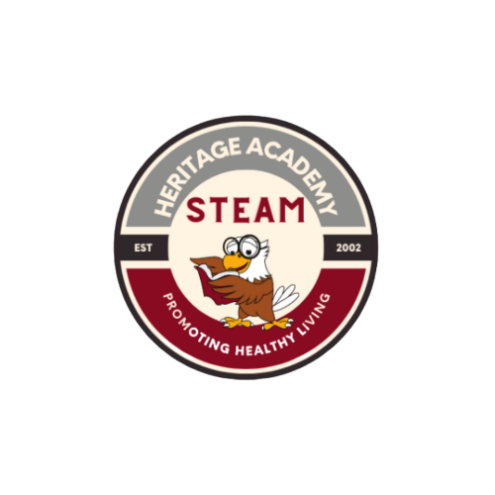 HERITAGE ACADEMY
STEAM
EST
2002
PROMOTING HEALTHY LIVING